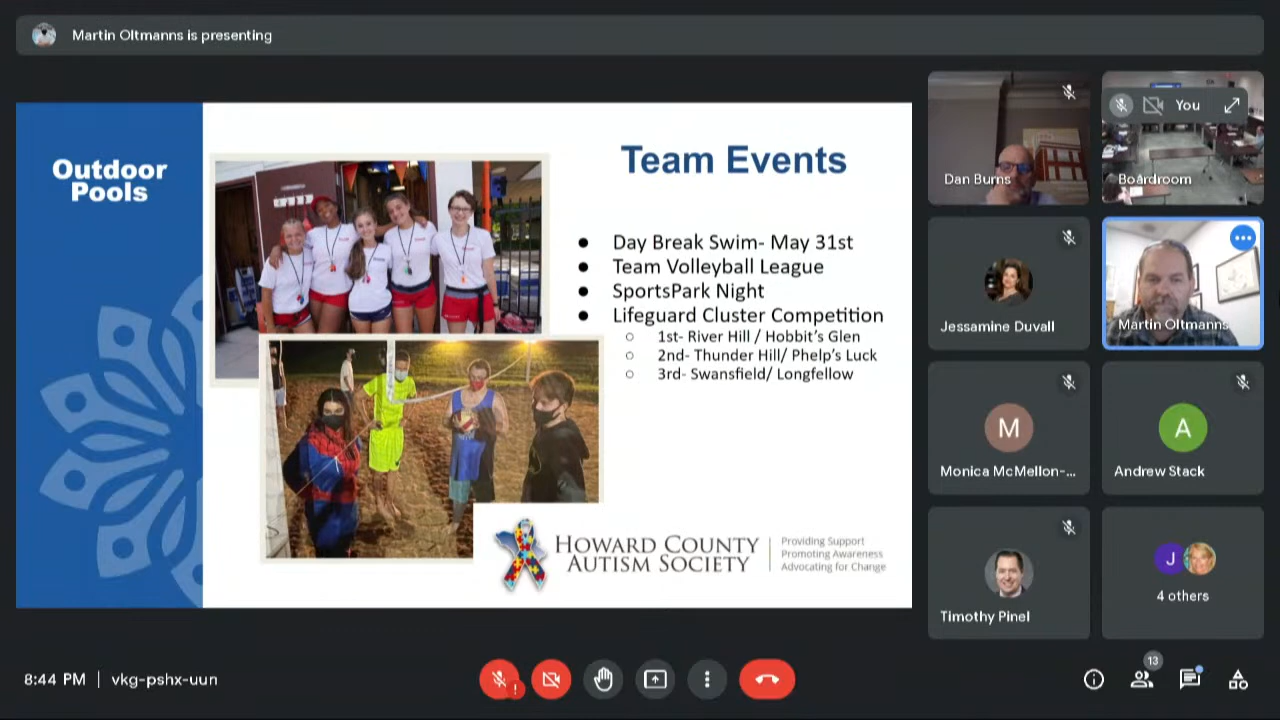 Martin Oltmanns is presenting
Outdoor
Pools
Team Events
● Day Break Swim- May 31st
● Team Volleyball League
● SportsPark Night
● Lifeguard Cluster Competition
○ 1st- River Hill / Hobbit's Glen
○ 2nd- Thunder Hill/ Phelp's Luck
○ 3rd- Swansfield/ Longfellow
HOWARD COUNTY
AUTISM SOCIETY
Providing Support
Promoting Awareness
Advocating for Change
Dan Burns
You
Boardroom
Jessamine Duvall
Martin Oltmanns
M
Monica McMellon-...
A
Andrew Stack
Timothy Pinel
J
4 others
8:44 PM | vkg-pshx-uun
!
13